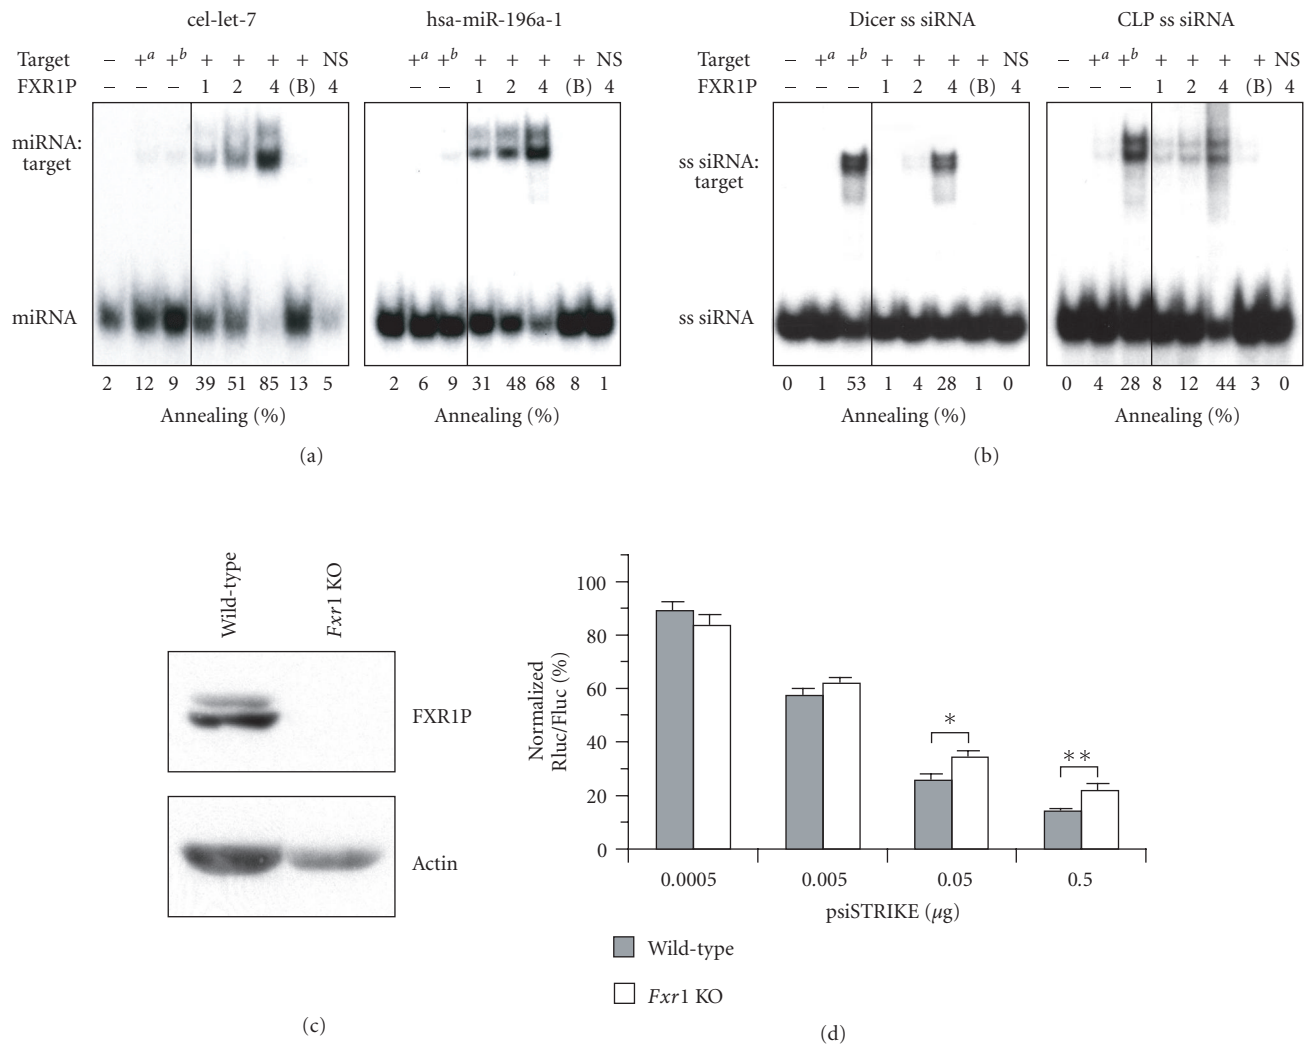 cel-let-7
hsa-miR-196a-1
Target – +a +b + + + + NS + + + + + + NS
FXR1P – – – 1 2 4 (B) 4 – – 1 2 4 (B) 4
miRNA:
target
miRNA
2 12 9 39 51 85 13 5
2 6 9 31 48 68 8 1
Annealing (%)
Annealing (%)
(a)
Dicer ss siRNA
CLP ss siRNA
Target – +a +b + + + + NS – +a +b + + + + NS
FXR1P – – – 1 2 4 (B) 4 – – – 1 2 4 (B) 4
ss siRNA:
target
ss siRNA
0 1 53 1 4 28 1 0
0 4 28 8 12 44 3 0
Annealing (%)
Annealing (%)
(b)
Wild-type
Fxr1 KO
FXR1P
Actin
(c)
Normalized
Rluc/Fluc (%)
100
80
60
40
20
0
*
**
0.0005 0.005 0.05 0.5
psiSTRIKE (μg)
Wild-type
Fxr1 KO
(d)